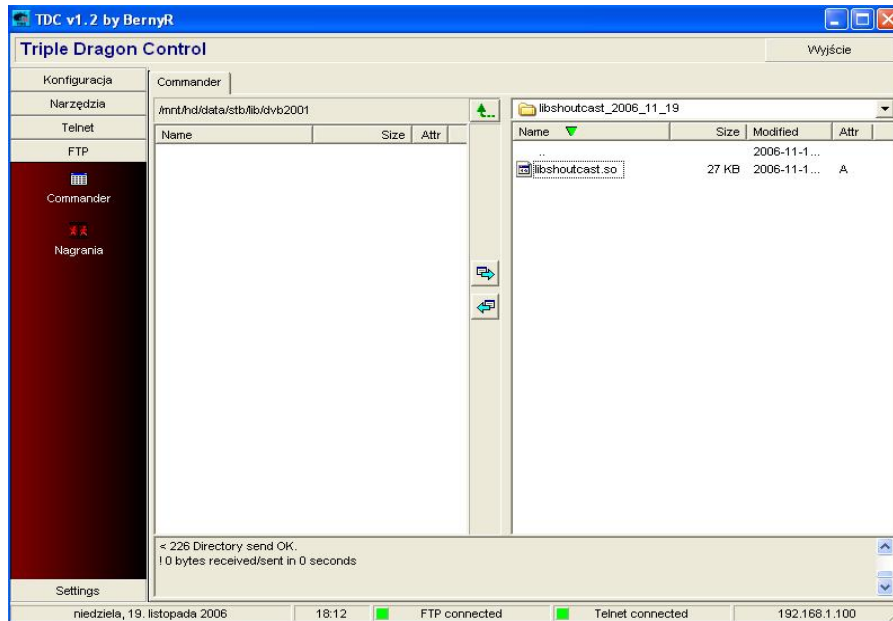 TDC v1.2 by BernyR
Triple Dragon Control
Wyjście
Konfiguracja
Narzędzia
Telnet
FTP
Commander
Nagrania
Settings
Commander
/mnt/hd/data/stb/lib/dvb2001
Name Size Attr
libshoutcast_2006_11_19
Name Size Modified Attr
.. 2006-11-1...
libshoutcast.so 27 KB 2006-11-1... A
< 226 Directory send OK.
! 0 bytes received/sent in 0 seconds
niedziela, 19. listopada 2006 18:12 FTP connected Telnet connected 192.168.1.100